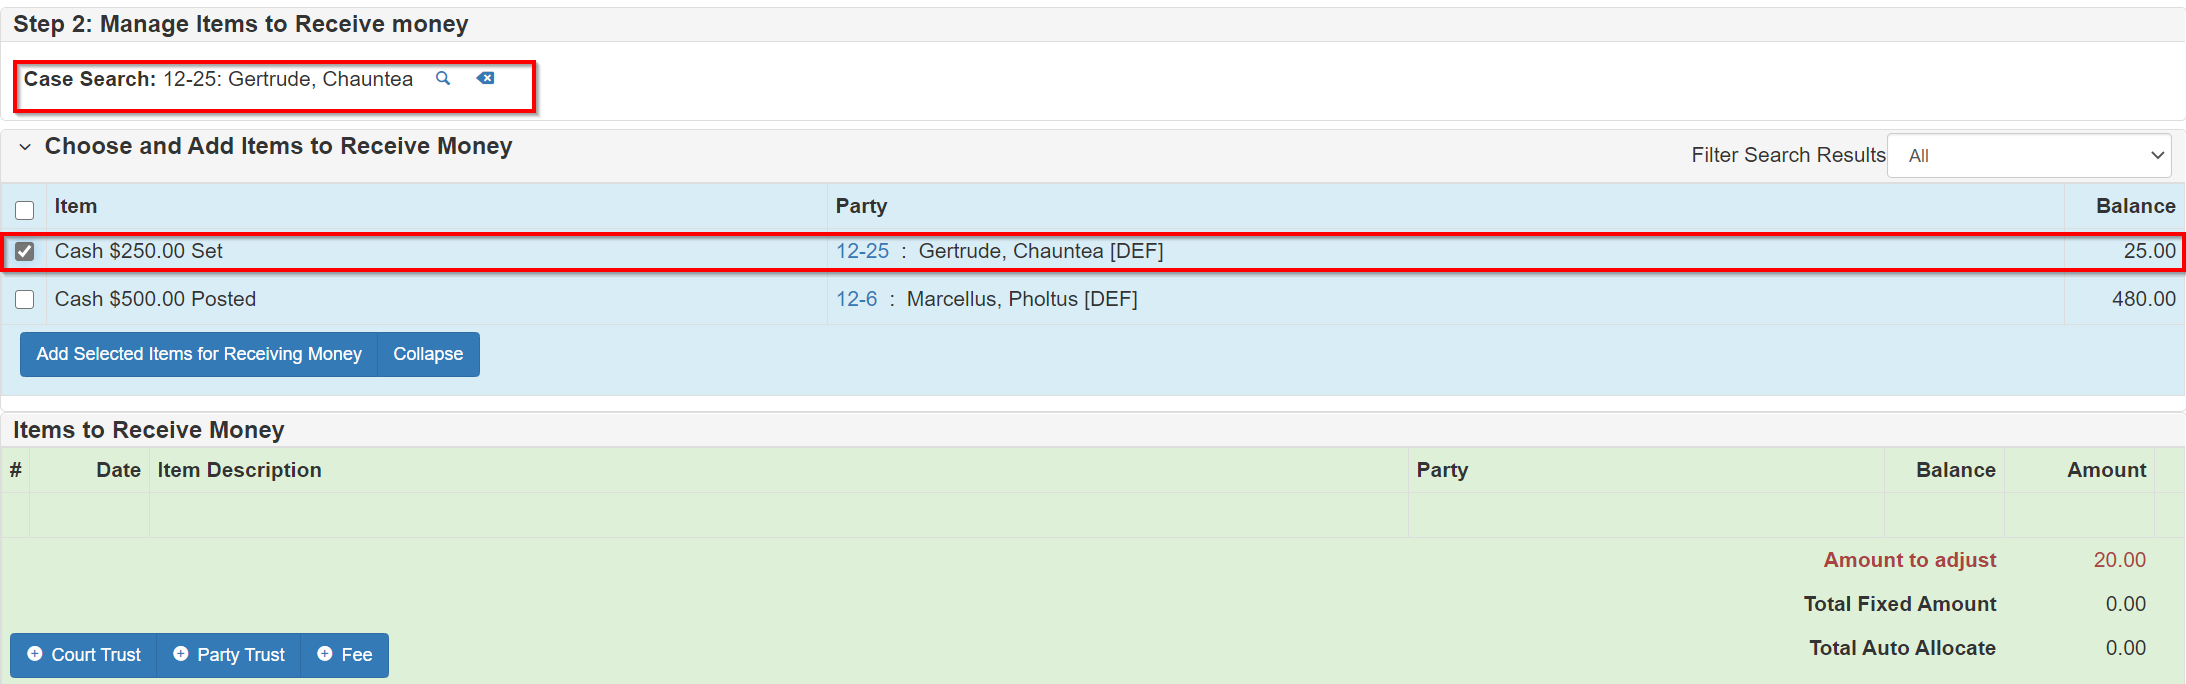 Step 2: Manage Items to Receive money
Case Search: 12-25: Gertrude, Chauntea
Choose and Add Items to Receive Money
Filter Search Results All
Item Party Balance
Cash $250.00 Set 12-25 : Gertrude, Chauntea [DEF] 25.00
Cash $500.00 Posted 12-6 : Marcellus, Pholtus [DEF] 480.00
Add Selected Items for Receiving Money Collapse
Items to Receive Money
# Date Item Description Party Balance Amount
Amount to adjust 20.00
Total Fixed Amount 0.00
Total Auto Allocate 0.00
Court Trust Party Trust Fee